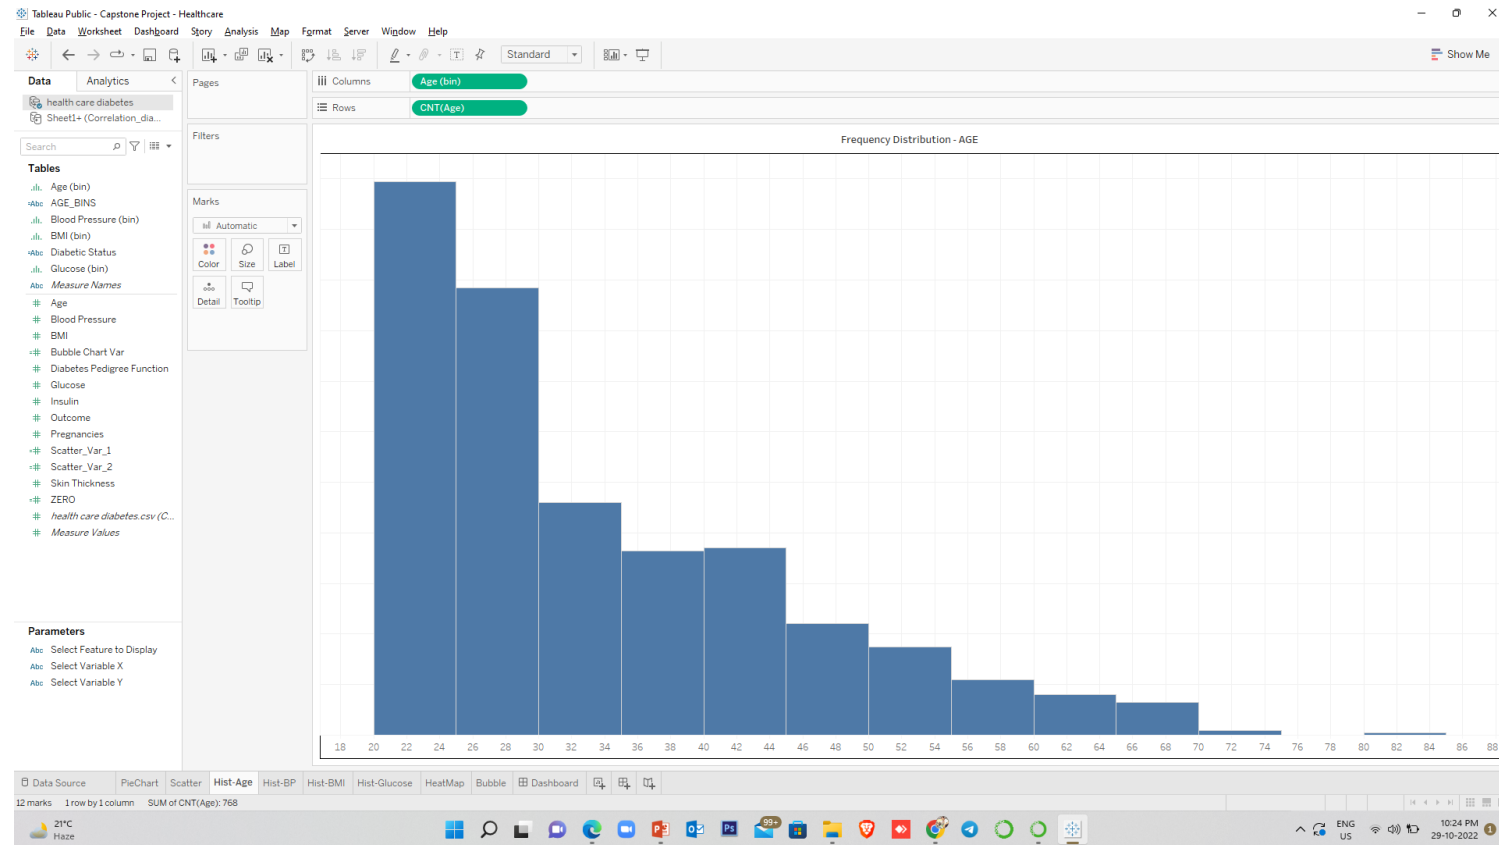 Tableau Public - Capstone Project - Healthcare
File Data Worksheet Dashboard Story Analysis Map Format Server Window Help
Standard
Show Me
Data Analytics
Pages
Columns Age (bin)
Rows CNT(Age)
health care diabetes
Sheet1+ (Correlation_dia...
Search
Tables
Age (bin)
Abc AGE_BINS
Blood Pressure (bin)
BMI (bin)
Abc Diabetic Status
Glucose (bin)
Abc Measure Names
Age
Blood Pressure
BMI
Bubble Chart Var
Diabetes Pedigree Function
Glucose
Insulin
Outcome
Pregnancies
Scatter_Var_1
Scatter_Var_2
Skin Thickness
ZERO
health care diabetes.csv (C...
Measure Values
Parameters
Abc Select Feature to Display
Abc Select Variable X
Abc Select Variable Y
Filters
Marks
Automatic
Color Size Label
Detail Tooltip
Frequency Distribution - AGE
18 20 22 24 26 28 30 32 34 36 38 40 42 44 46 48 50 52 54 56 58 60 62 64 66 68 70 72 74 76 78 80 82 84 86 88
Data Source PieChart Scatter Hist-Age Hist-BP Hist-BMI Hist-Glucose HeatMap Bubble Dashboard
12 marks 1 row by 1 column SUM of CNT(Age): 768
21°C
Haze
Ps
99+
ENG
US
10:24 PM
29-10-2022
1